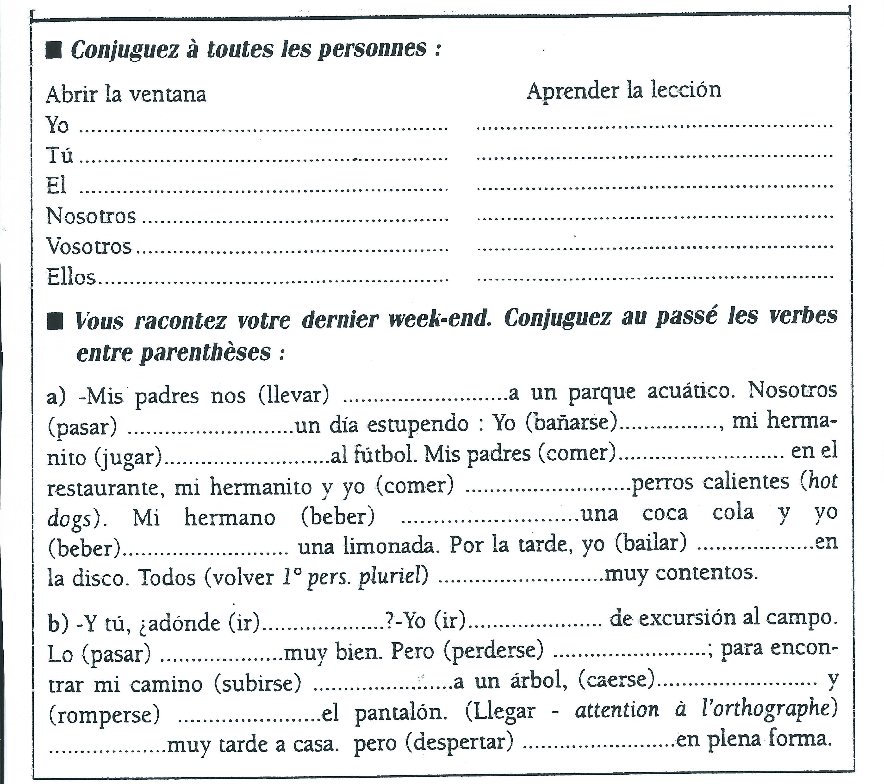 ■ Conjuguez à toutes les personnes :
Abrir la ventana Aprender la lección
Yo ........................................................ ........................................................
Tú ........................................................ ........................................................
El ........................................................ ........................................................
Nosotros ............................................... ........................................................
Vosotros ................................................ ........................................................
Ellos...................................................... ........................................................
■ Vous racontez votre dernier week-end. Conjuguez au passé les verbes
entre parenthèses :
a) -Mis padres nos (llevar) ...........................a un parque acuático. Nosotros
(pasar) ...........................un día estupendo : Yo (bañarse)................, mi herma-
nito (jugar)...........................al fútbol. Mis padres (comer)........................... en el
restaurante, mi hermanito y yo (comer) ...........................perros calientes (hot
dogs). Mi hermano (beber) .............................una coca cola y yo
(beber)........................... una limonada. Por la tarde, yo (bailar) ...................en
la disco. Todos (volver 1° pers. pluriel) ...........................muy contentos.
b) -Y tú, ¿adónde (ir)....................?-Yo (ir)...................... de excursión al campo.
Lo (pasar) ....................muy bien. Pero (perderse) .........................; para encon-
trar mi camino (subirse) .......................a un árbol, (caerse).......................... y
(romperse) .......................el pantalón. (Llegar - attention à l'orthographe)
...................muy tarde a casa. pero (despertar) .........................en plena forma.